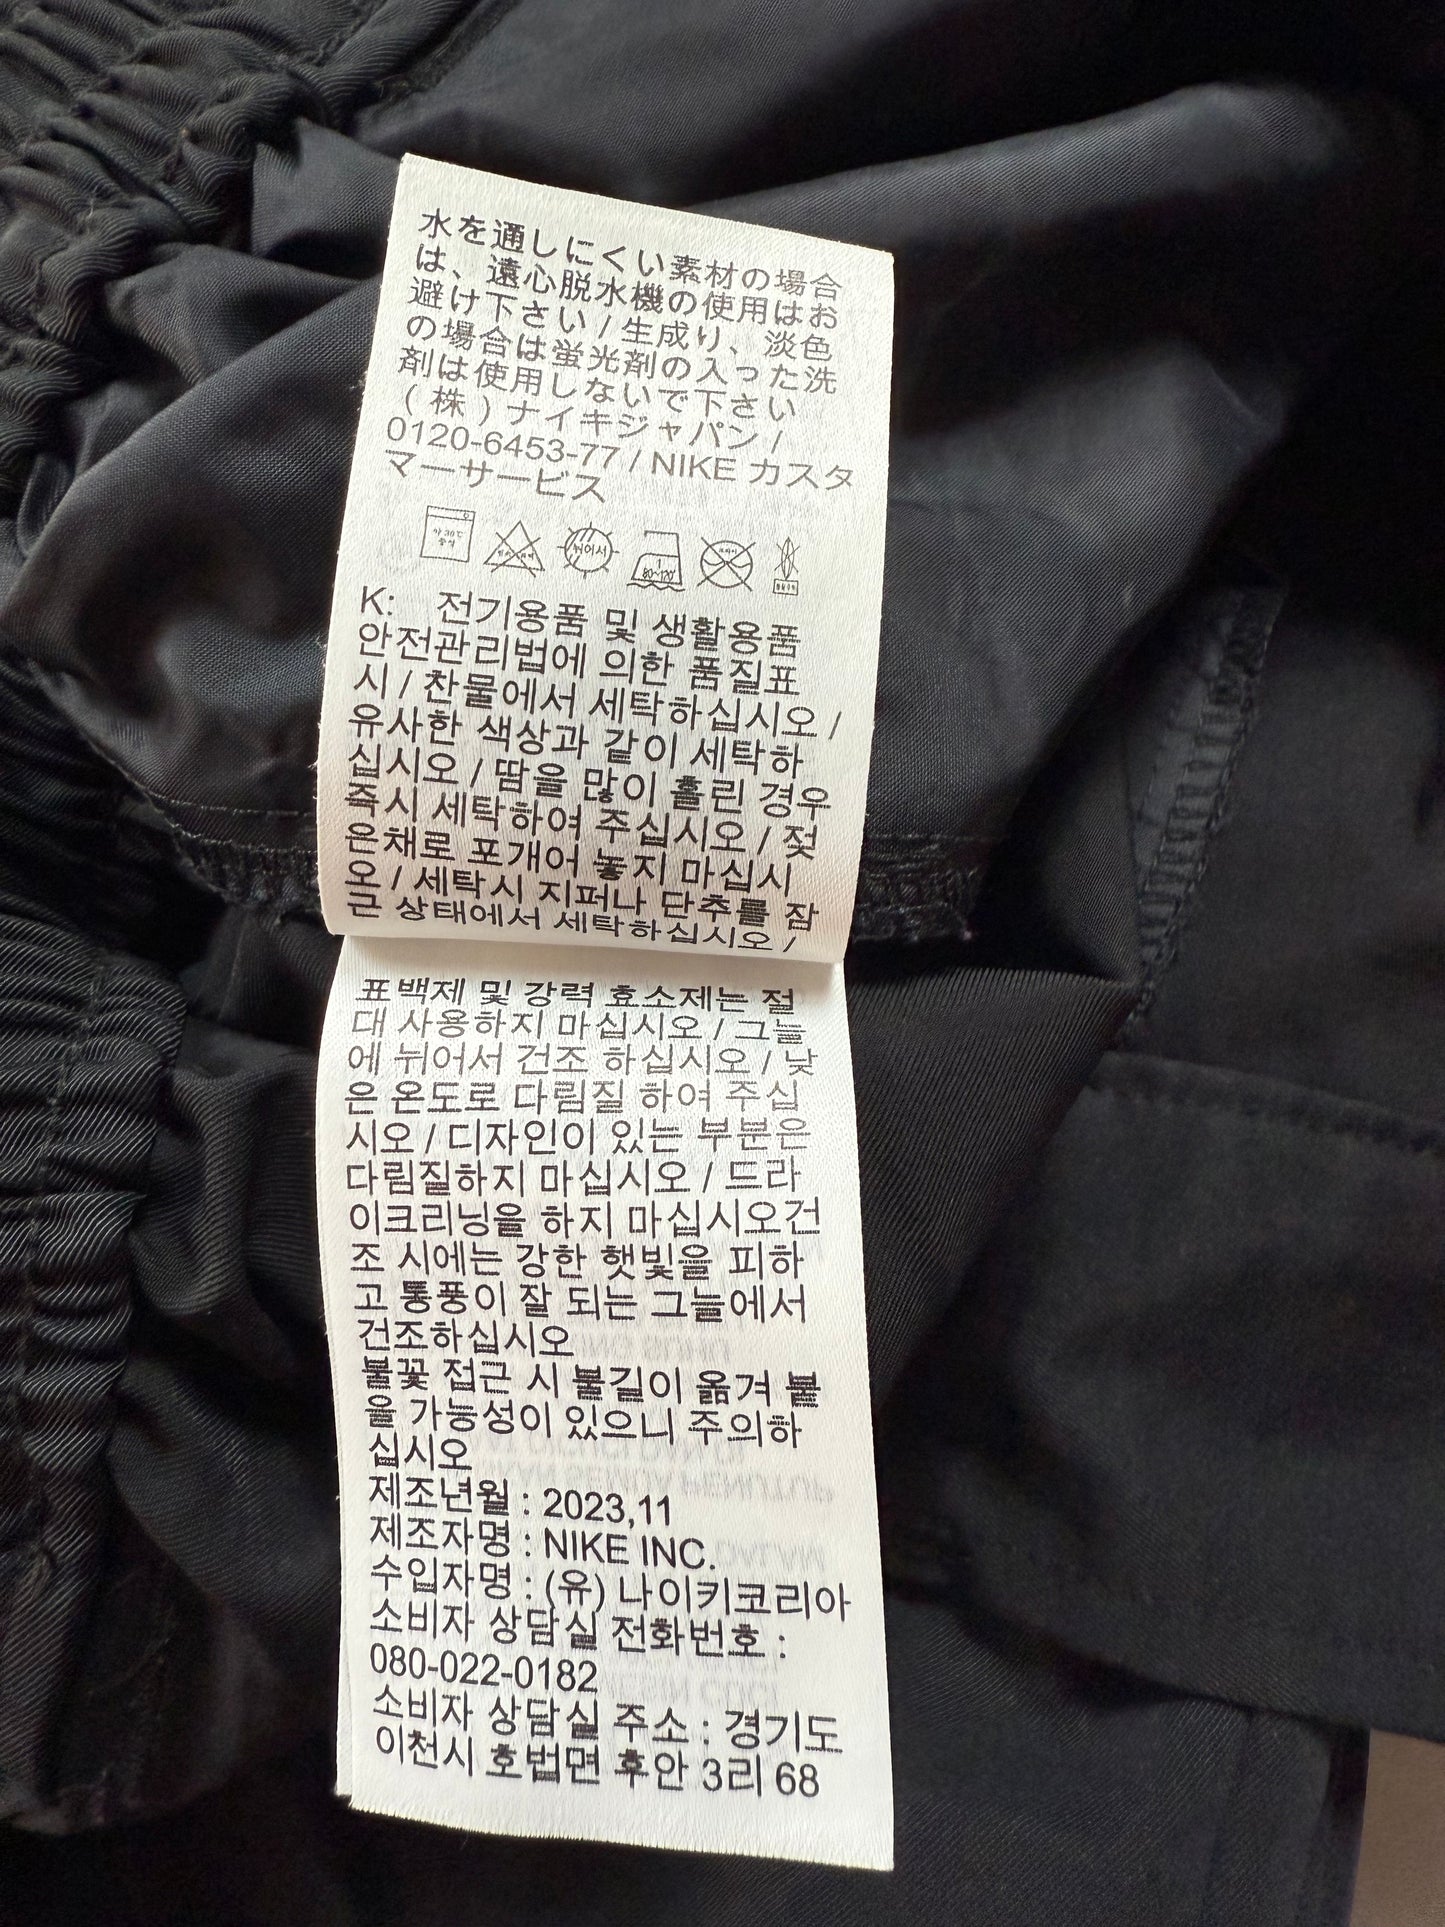 水を通しにくい素材の場合
は、遠心脱水機の使用はお
避け下さい / 生成り、淡色
の場合は蛍光剤の入った洗
剤は使用しないで下さい
(株)ナイキジャパン /
0120-6453-77 / NIKE カスタ
マーサービス
약 30℃
중성
뉘어서
드라이
1
80~120
K: 전기용품 및 생활용품
안전관리법에 의한 품질표
시 / 찬물에서 세탁하십시오 /
유사한 색상과 같이 세탁하
십시오 / 땀을 많이 흘린 경우
즉시 세탁하여 주십시오 / 젖
은채로 포개어 놓지 마십시
오 / 세탁시 지퍼나 단추를 잠
근 상태에서 세탁하십시오 /
표백제 및 강력 효소제는 절
대 사용하지 마십시오 / 그늘
에 뉘어서 건조 하십시오 / 낮
은 온도로 다림질 하여 주십
시오 / 디자인이 있는 부분은
다림질하지 마십시오 / 드라
이크리닝을 하지 마십시오건
조 시에는 강한 햇빛을 피하
고 통풍이 잘 되는 그늘에서
건조하십시오
불꽃 접근 시 불길이 옮겨 붙
을 가능성이 있으니 주의하
십시오
제조년월 : 2023,11
제조자명 : NIKE INC.
수입자명 : (유) 나이키코리아
소비자 상담실 전화번호 :
080-022-0182
소비자 상담실 주소 : 경기도
이천시 호법면 후안 3리 68